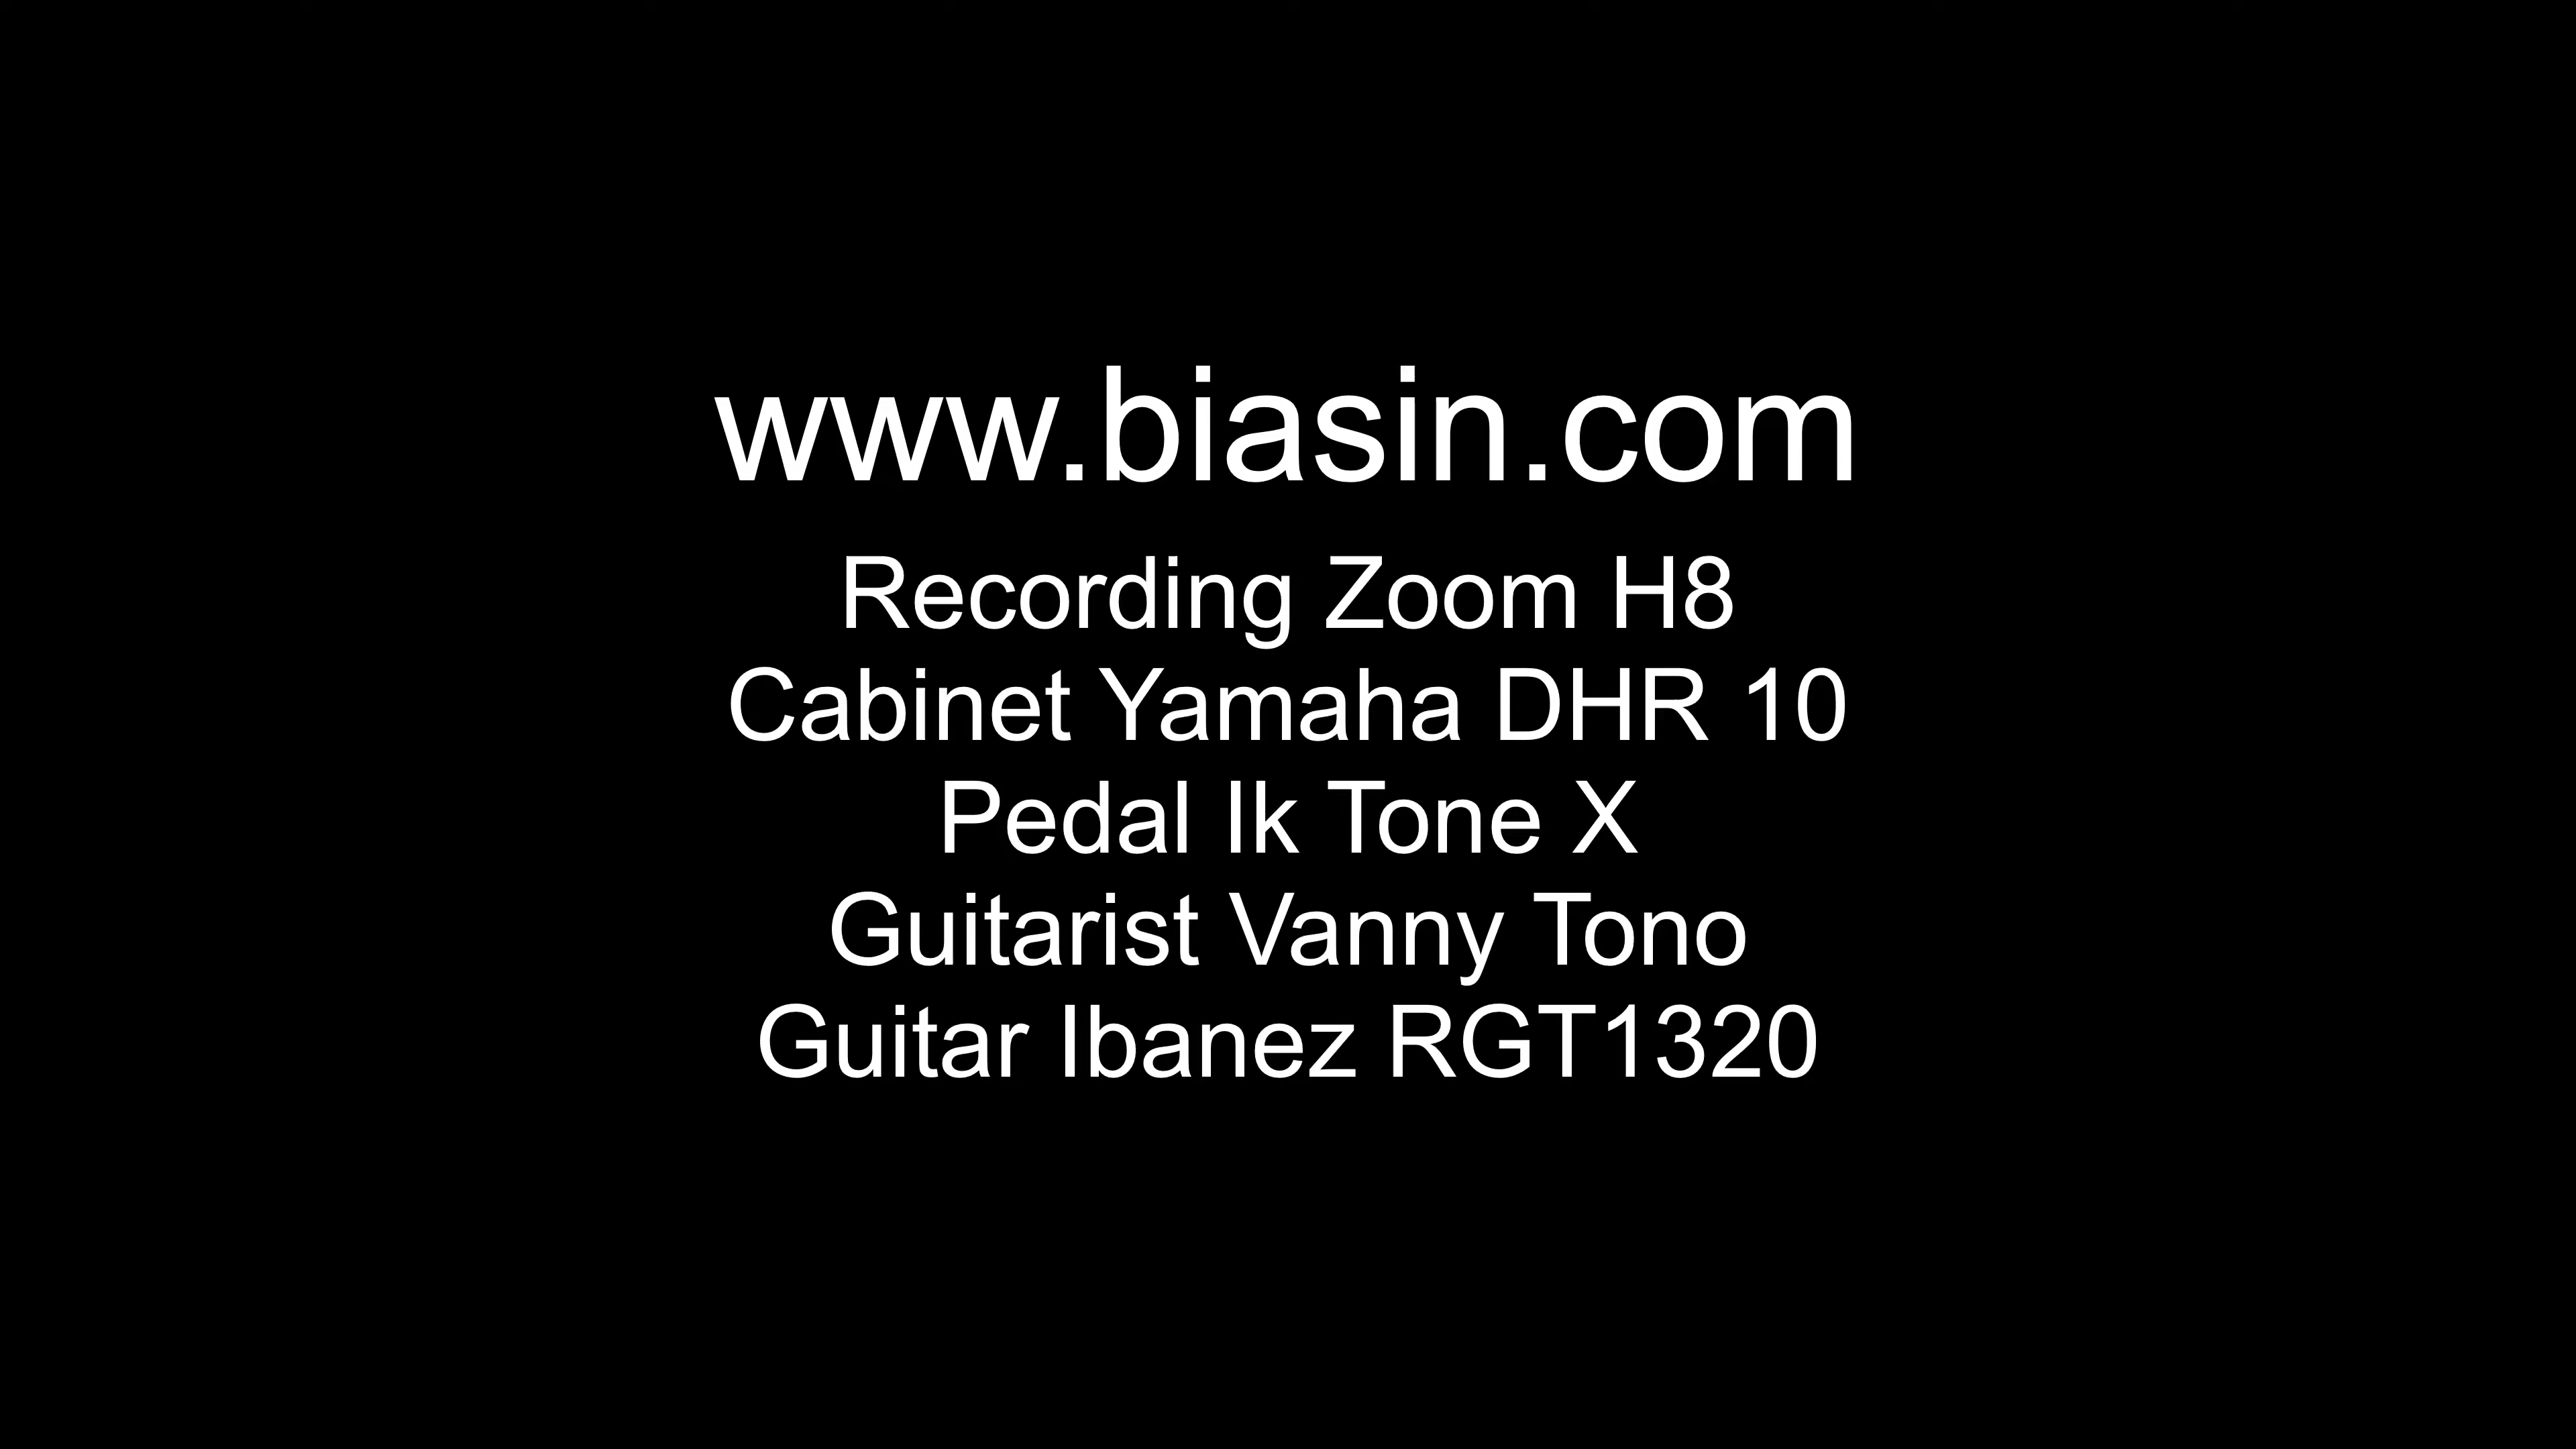 www.biasin.com
Recording Zoom H8
Cabinet Yamaha DHR 10
Pedal Ik Tone X
Guitarist Vanny Tono
Guitar Ibanez RGT1320